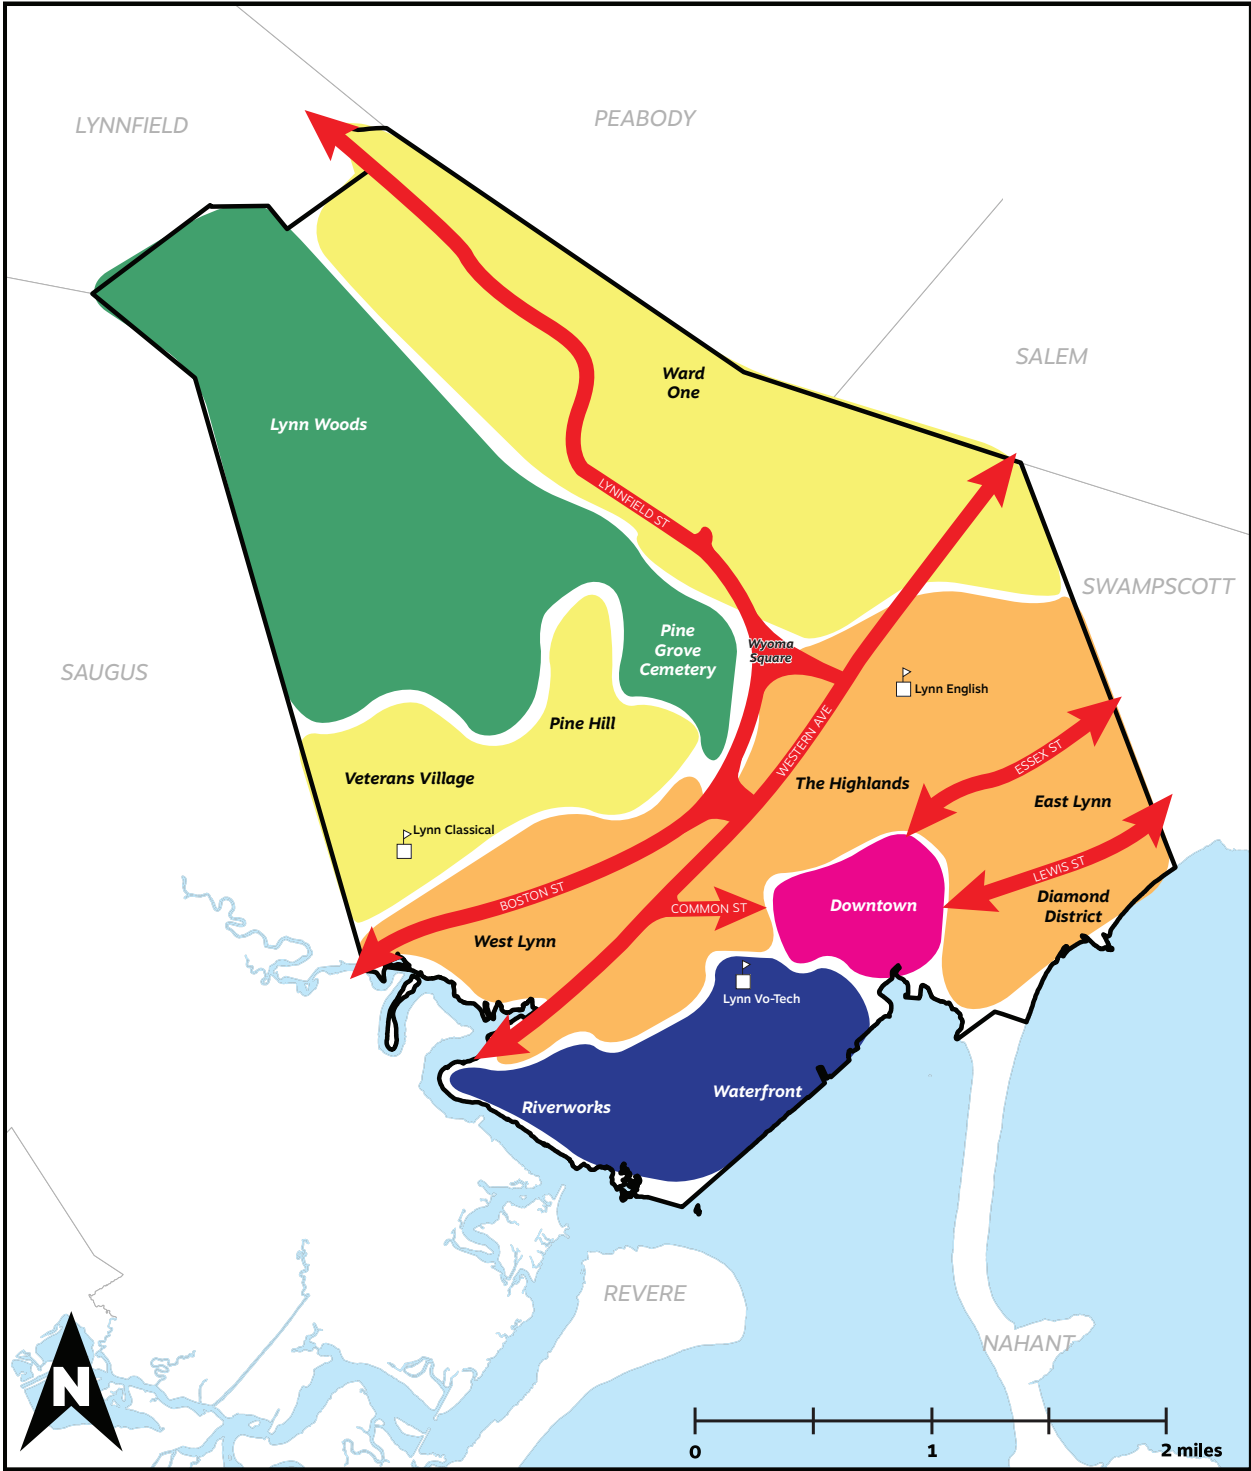 PEABODY
LYNNFIELD
SALEM
Ward
One
Lynn Woods
LYNNFIELD ST
SWAMPSCOTT
Pine
Grove
Cemetery
Wyoma
Square
SAUGUS
Lynn English
Pine Hill
WESTERN AVE
ESSEX ST
Veterans Village
The Highlands
East Lynn
Lynn Classical
LEWIS ST
BOSTON ST
COMMON ST
Downtown
Diamond
District
West Lynn
Lynn Vo-Tech
Waterfront
Riverworks
REVERE
NAHANT
N
0
1
2 miles